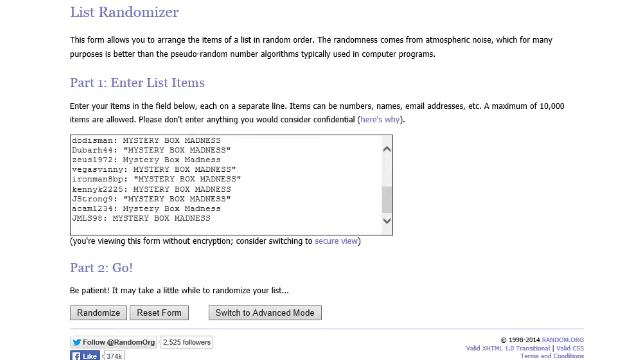 List Randomizer
This form allows you to arrange the items of a list in random order. The randomness comes from atmospheric noise, which for many
purposes is better than the pseudo-random number algorithms typically used in computer programs.
Part 1: Enter List Items
Enter your items in the field below, each on a separate line. Items can be numbers, names, email addresses, etc. A maximum of 10,000
items are allowed. Please don't enter anything you would consider confidential (here's why).
dodisman: MYSTERY BOX MADNESS
Dubarh44: "MYSTERY BOX MADNESS"
zeus1972: Mystery Box Madness
vegasvinny: "MYSTERY BOX MADNESS"
ironman8bp: "MYSTERY BOX MADNESS"
kennyk2225: MYSTERY BOX MADNESS
JStrong9: "MYSTERY BOX MADNESS"
acam1234: Mystery Box Madness
JMLS98: MYSTERY BOX MADNESS
(you're viewing this form without encryption; consider switching to secure view)
Part 2: Go!
Be patient! It may take a little while to randomize your list...
Randomize Reset Form Switch to Advanced Mode
Follow @RandomOrg 2,525 followers
Like 374k
© 1998-2014 RANDOM.ORG
Valid XHTML 1.0 Transitional | Valid CSS
Terms and Conditions